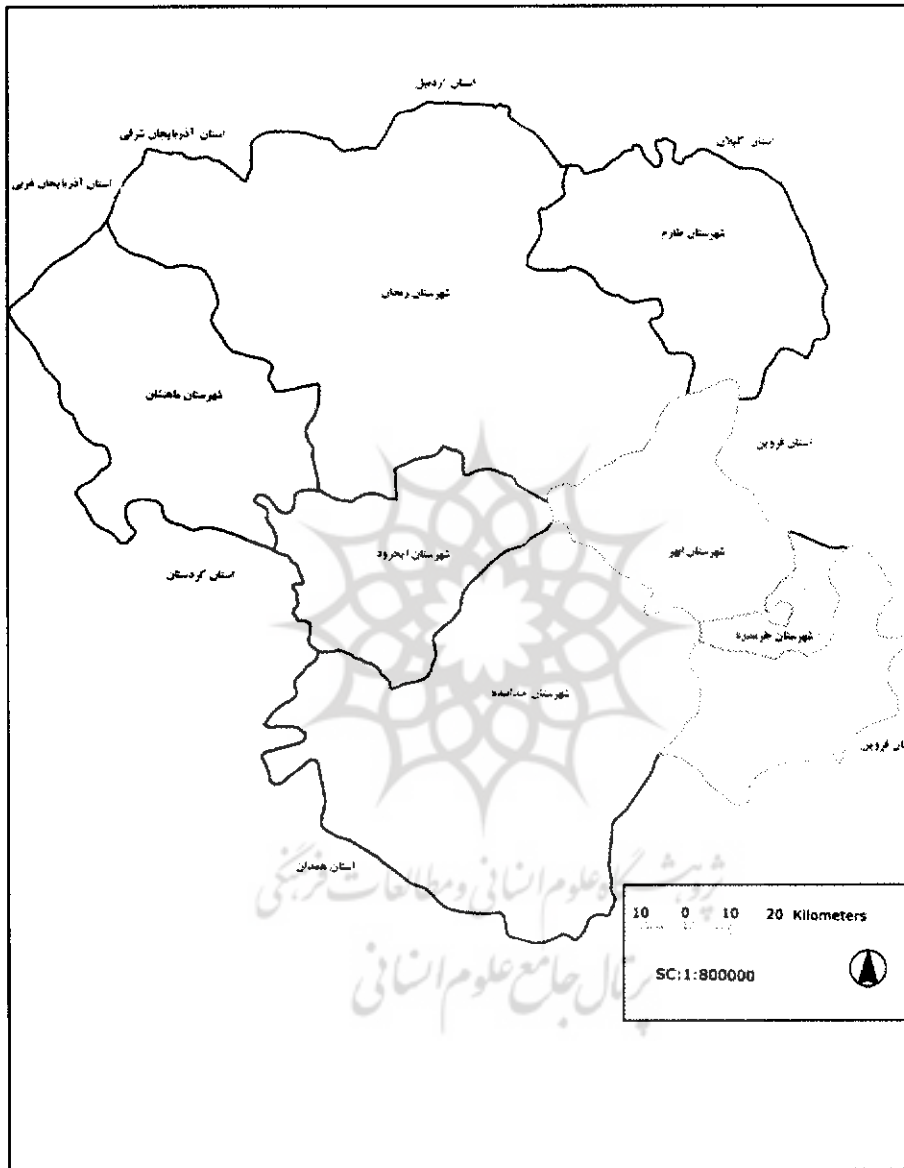 استان اردبیل
استان آذربایجان شرقی
استان گیلان
استان آذربایجان غربی
شهرستان طارم
شهرستان زنجان
شهرستان ماهنشان
استان قزوین
شهرستان ایجرود
شهرستان ابهر
استان کردستان
شهرستان خرمدره
شهرستان خدابنده
قزوین
استان همدان
پژوهشگاه علوم انسانی و مطالعات فرهنگی
10 0 10 20 Kilometers
SC:1:800000
پرتال جامع علوم انسانی